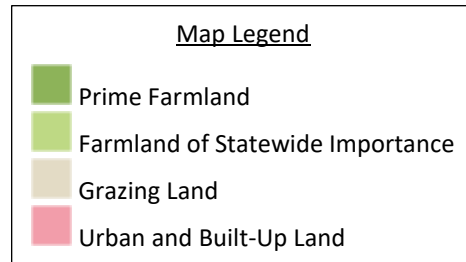 Map Legend
Prime Farmland
Farmland of Statewide Importance
Grazing Land
Urban and Built-Up Land